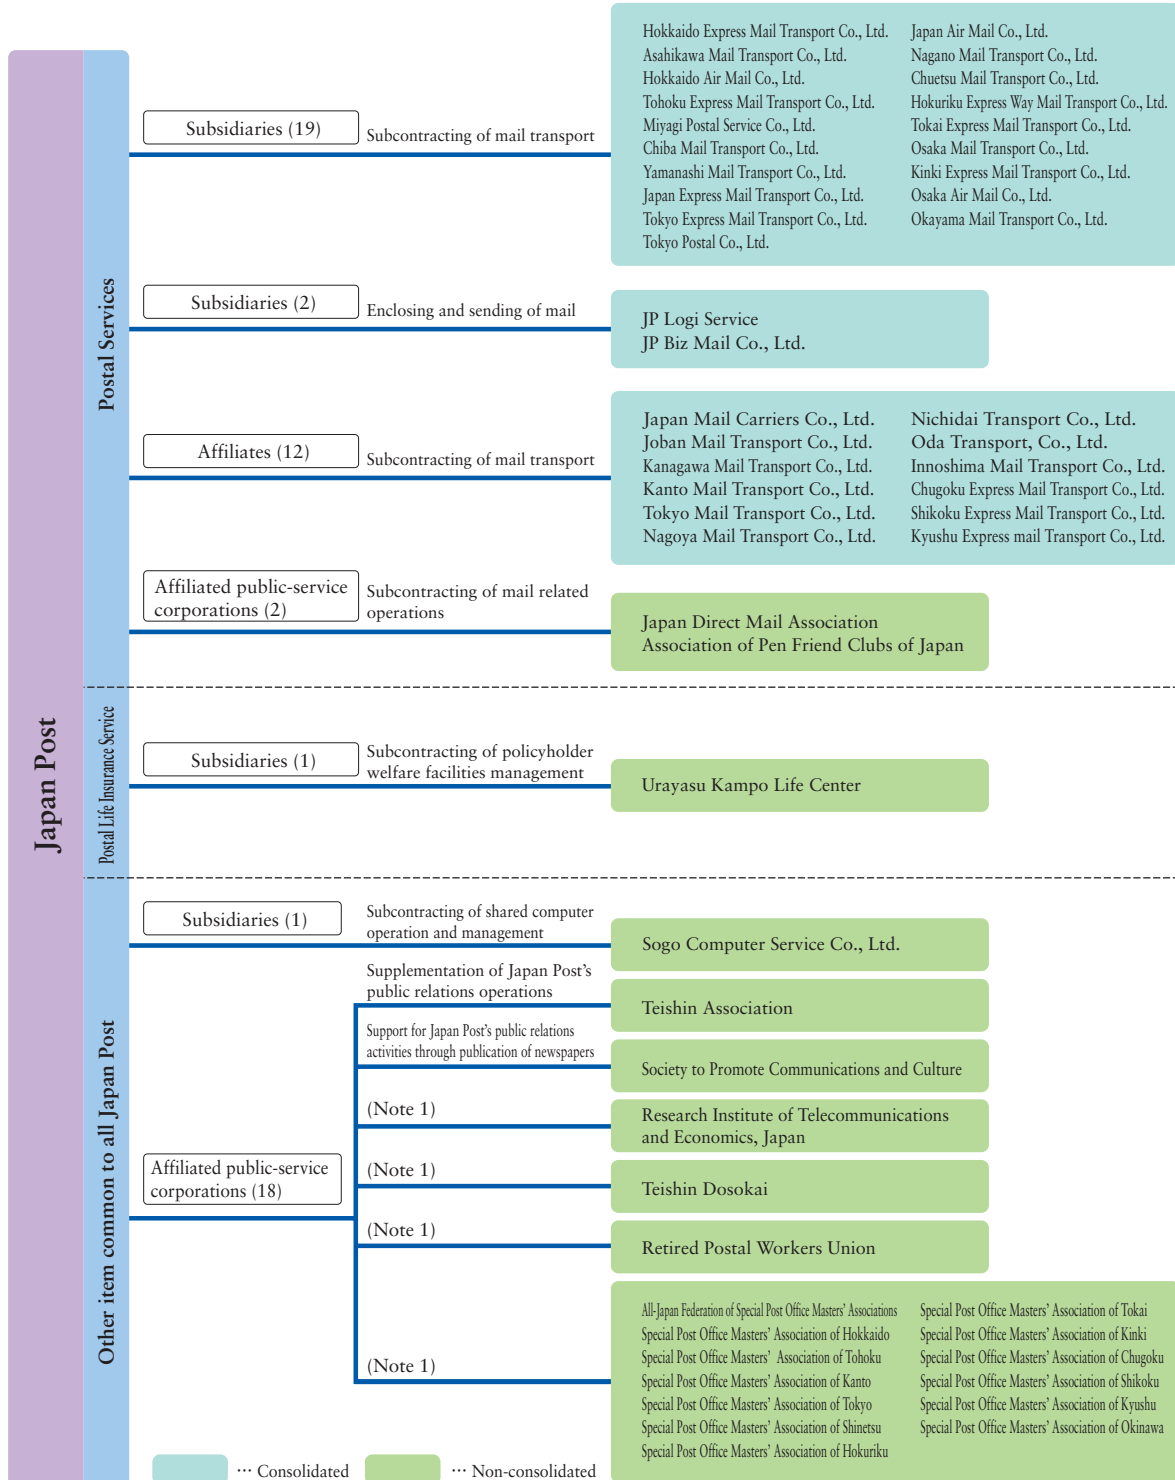 Japan Post
Postal Services
Subsidiaries (19)
Subcontracting of mail transport
Hokkaido Express Mail Transport Co., Ltd.
Asahikawa Mail Transport Co., Ltd.
Hokkaido Air Mail Co., Ltd.
Tohoku Express Mail Transport Co., Ltd.
Miyagi Postal Service Co., Ltd.
Chiba Mail Transport Co., Ltd.
Yamanashi Mail Transport Co., Ltd.
Japan Express Mail Transport Co., Ltd.
Tokyo Express Mail Transport Co., Ltd.
Tokyo Postal Co., Ltd.
Japan Air Mail Co., Ltd.
Nagano Mail Transport Co., Ltd.
Chuetsu Mail Transport Co., Ltd.
Hokuriku Express Way Mail Transport Co., Ltd.
Tokai Express Mail Transport Co., Ltd.
Osaka Mail Transport Co., Ltd.
Kinki Express Mail Transport Co., Ltd.
Osaka Air Mail Co., Ltd.
Okayama Mail Transport Co., Ltd.
Subsidiaries (2)
Enclosing and sending of mail
JP Logi Service
JP Biz Mail Co., Ltd.
Affiliates (12)
Subcontracting of mail transport
Japan Mail Carriers Co., Ltd.
Joban Mail Transport Co., Ltd.
Kanagawa Mail Transport Co., Ltd.
Kanto Mail Transport Co., Ltd.
Tokyo Mail Transport Co., Ltd.
Nagoya Mail Transport Co., Ltd.
Nichidai Transport Co., Ltd.
Oda Transport, Co., Ltd.
Innoshima Mail Transport Co., Ltd.
Chugoku Express Mail Transport Co., Ltd.
Shikoku Express Mail Transport Co., Ltd.
Kyushu Express mail Transport Co., Ltd.
Affiliated public-service
corporations (2)
Subcontracting of mail related
operations
Japan Direct Mail Association
Association of Pen Friend Clubs of Japan
Postal Life Insurance Service
Subsidiaries (1)
Subcontracting of policyholder
welfare facilities management
Urayasu Kampo Life Center
Other item common to all Japan Post
Subsidiaries (1)
Subcontracting of shared computer
operation and management
Sogo Computer Service Co., Ltd.
Affiliated public-service
corporations (18)
Supplementation of Japan Post's
public relations operations
Teishin Association
Support for Japan Post's public relations
activities through publication of newspapers
Society to Promote Communications and Culture
(Note 1)
Research Institute of Telecommunications
and Economics, Japan
(Note 1)
Teishin Dosokai
(Note 1)
Retired Postal Workers Union
(Note 1)
All-Japan Federation of Special Post Office Masters' Associations
Special Post Office Masters' Association of Hokkaido
Special Post Office Masters' Association of Tohoku
Special Post Office Masters' Association of Kanto
Special Post Office Masters' Association of Tokyo
Special Post Office Masters' Association of Shinetsu
Special Post Office Masters' Association of Hokuriku
Special Post Office Masters' Association of Tokai
Special Post Office Masters' Association of Kinki
Special Post Office Masters' Association of Chugoku
Special Post Office Masters' Association of Shikoku
Special Post Office Masters' Association of Kyushu
Special Post Office Masters' Association of Okinawa
··· Consolidated
··· Non-consolidated